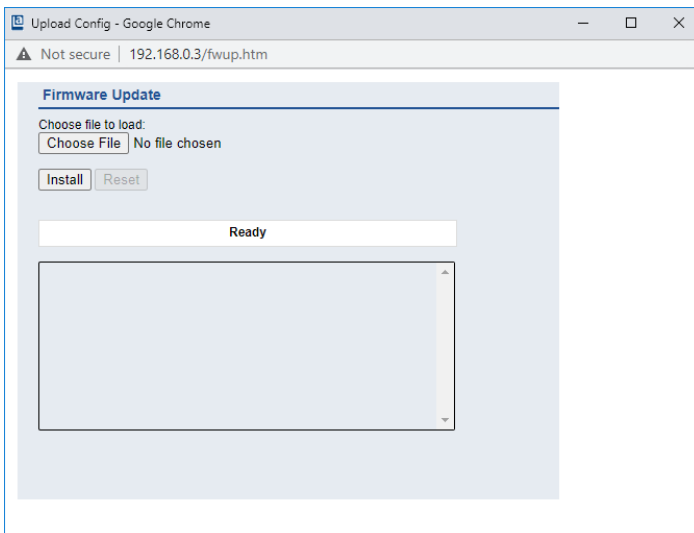 Upload Config - Google Chrome
Not secure | 192.168.0.3/fwup.htm
Firmware Update
Choose file to load:
Choose File No file chosen
Install Reset
Ready